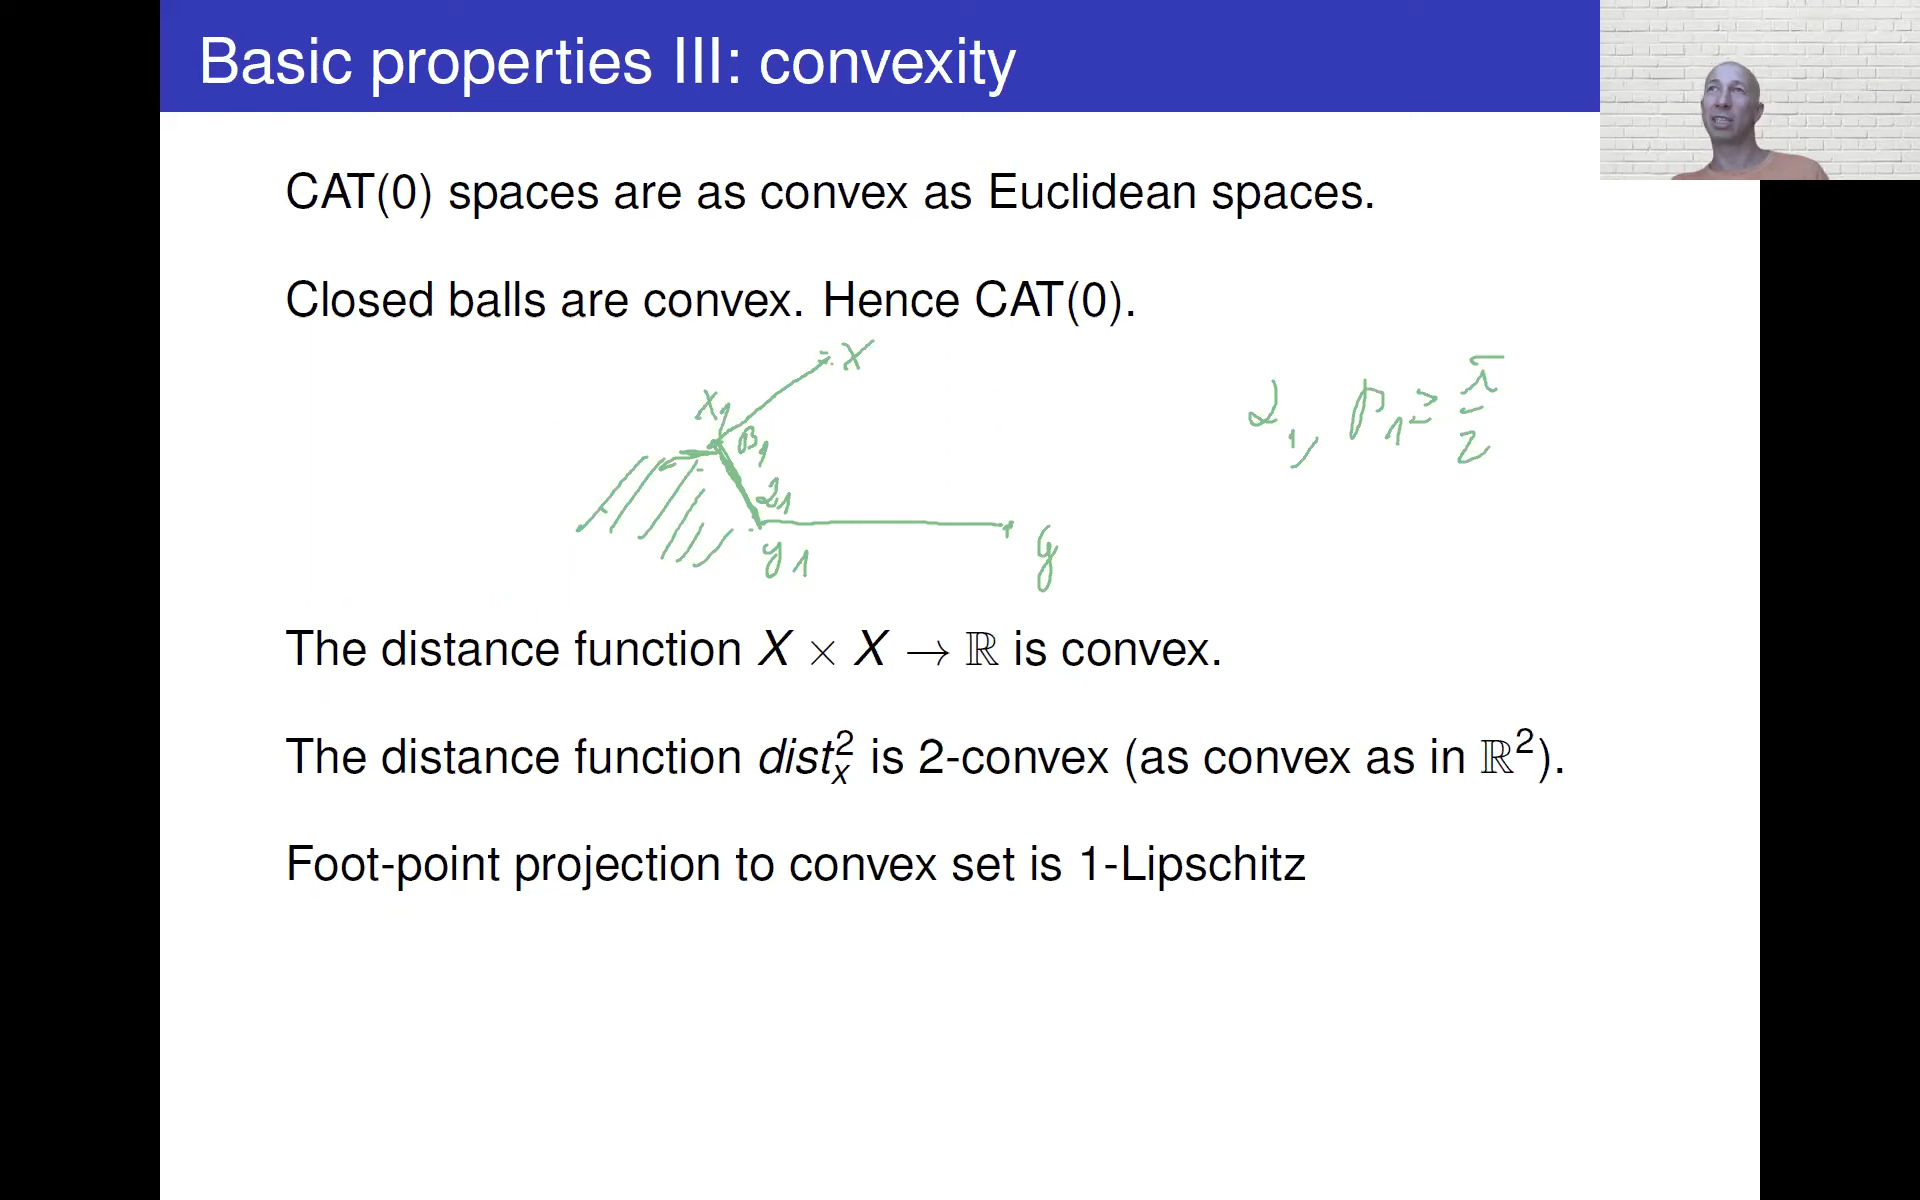 Basic properties III: convexity
CAT(0) spaces are as convex as Euclidean spaces.
Closed balls are convex. Hence CAT(0).
x
x₁
β₁
α₁
y₁
y
α₁, β₁ ≥ π/2
The distance function X × X → ℝ is convex.
The distance function dist²ₓ is 2-convex (as convex as in ℝ²).
Foot-point projection to convex set is 1-Lipschitz